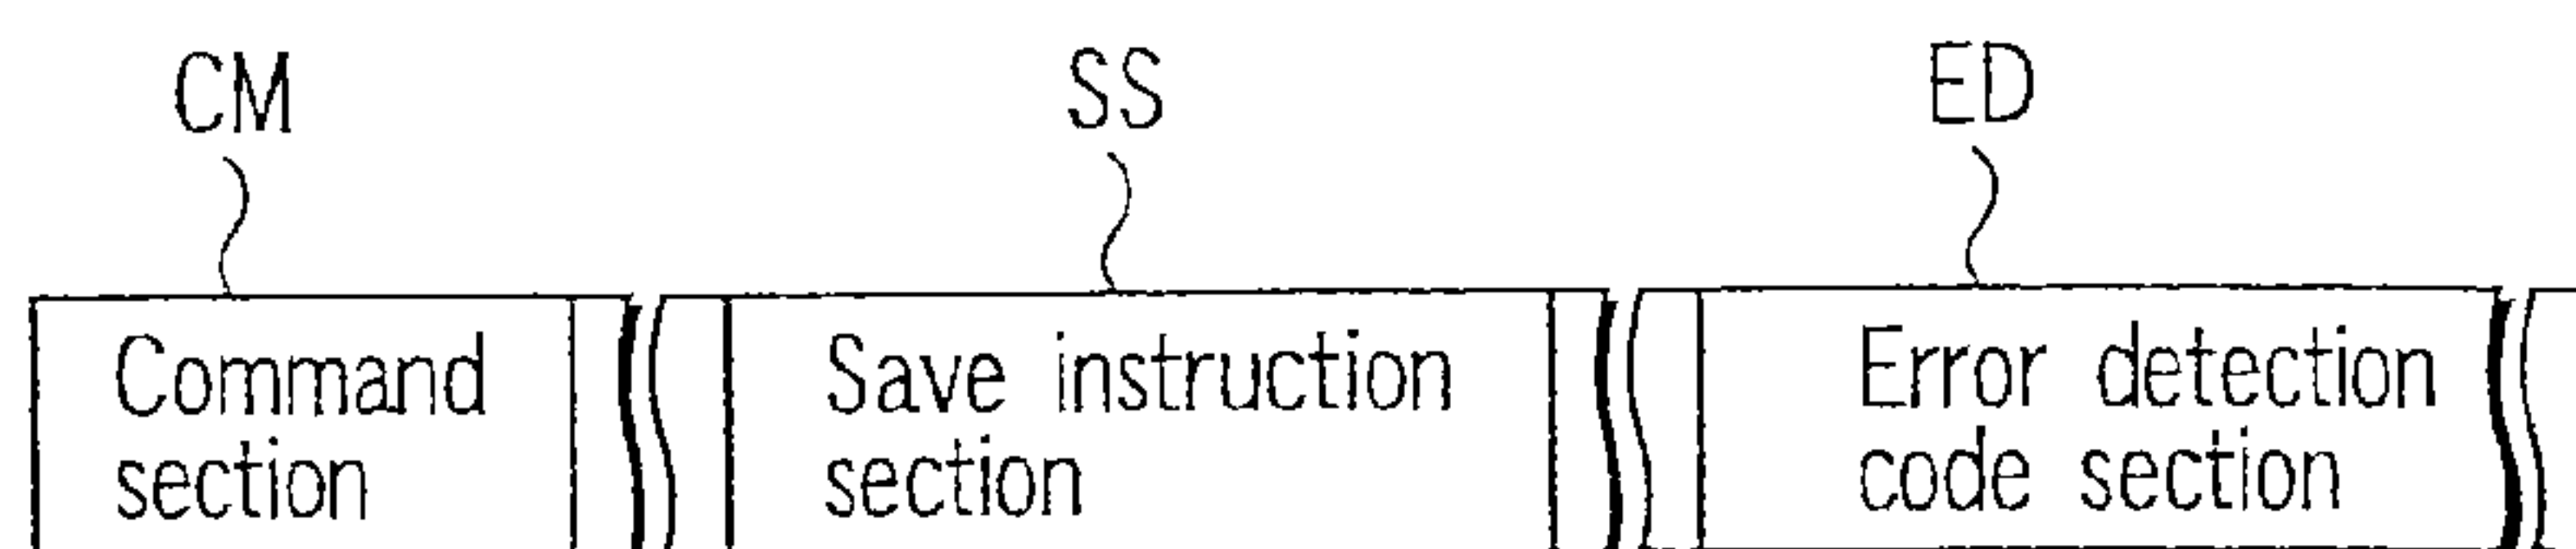 CM
SS
ED
Command
section
Save instruction
section
Error detection
code section